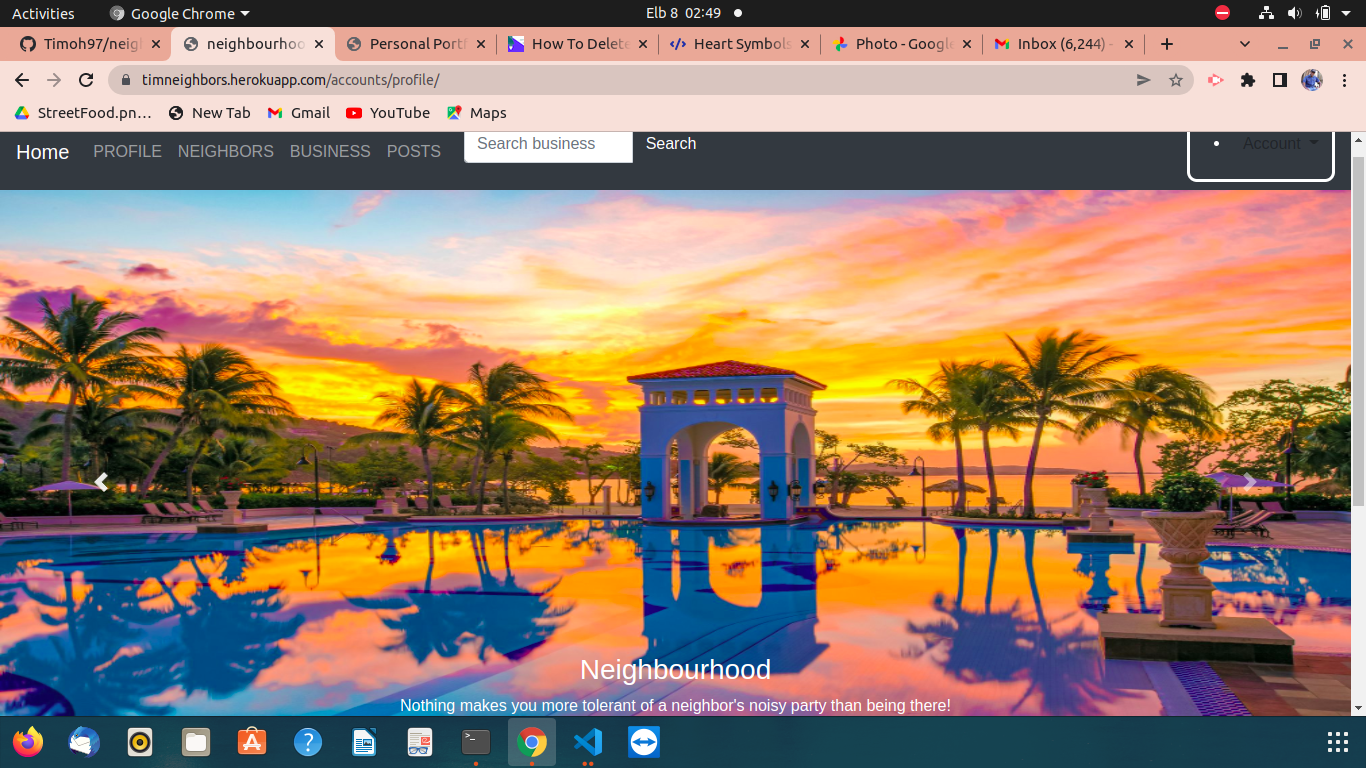 Activities
Google Chrome
Elb 8 02:49
Timoh97/neig
neighbourhoo
Personal Portf
How To Delete
Heart Symbols
Photo - Google
Inbox (6,244) -
timneighbors.herokuapp.com/accounts/profile/
StreetFood.pn...
New Tab
Gmail
YouTube
Maps
Home
PROFILE
NEIGHBORS
BUSINESS
POSTS
Search business
Search
Account
Neighbourhood
Nothing makes you more tolerant of a neighbor's noisy party than being there!